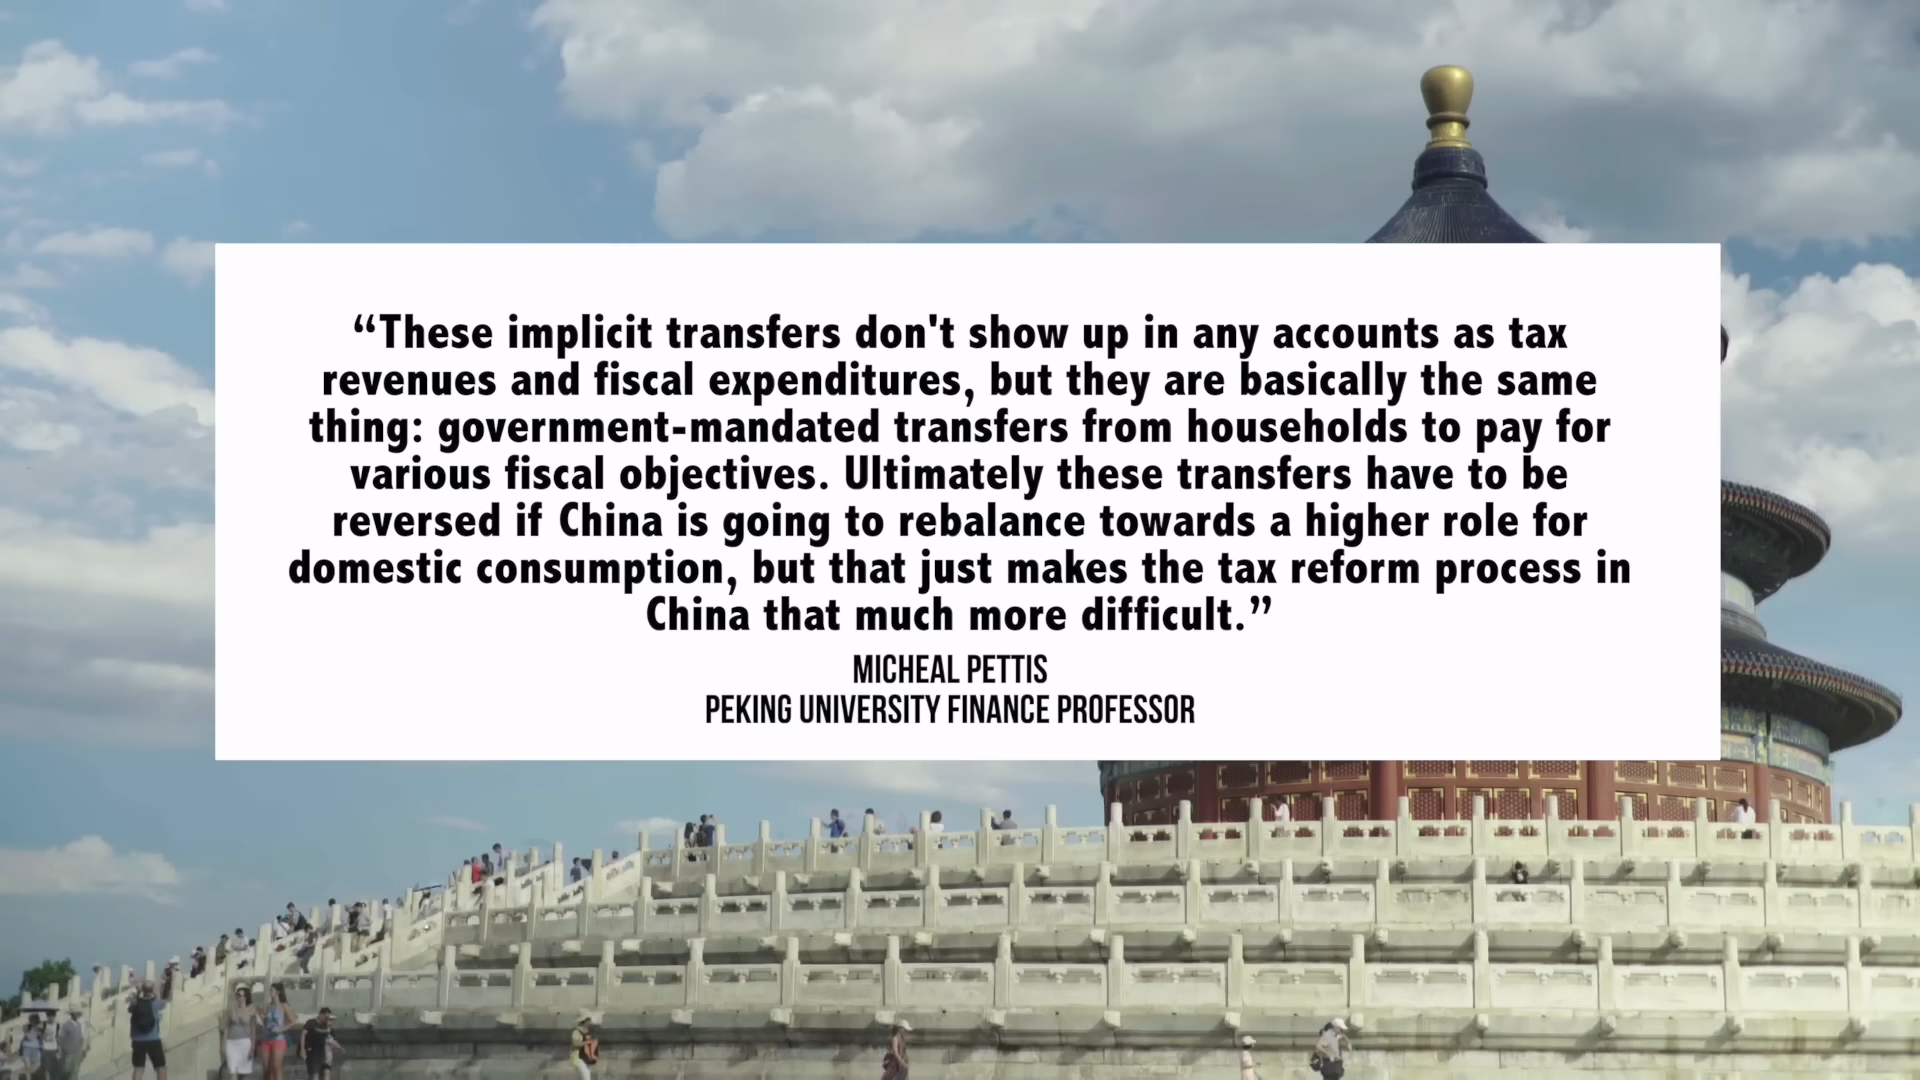 “These implicit transfers don't show up in any accounts as tax
revenues and fiscal expenditures, but they are basically the same
thing: government-mandated transfers from households to pay for
various fiscal objectives. Ultimately these transfers have to be
reversed if China is going to rebalance towards a higher role for
domestic consumption, but that just makes the tax reform process in
China that much more difficult.”
MICHEAL PETTIS
PEKING UNIVERSITY FINANCE PROFESSOR